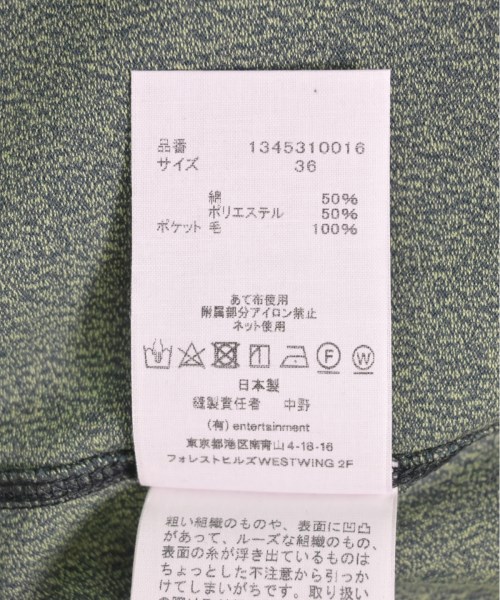 品番 1345310016
サイズ 36
綿 50%
ポリエステル 50%
ポケット 毛 100%
あて布使用
附属部分アイロン禁止
ネット使用
F W
日本製
縫製責任者 中野
(有) entertainment
東京都港区南青山4-18-16
フォレストヒルズWESTWING 2F
粗い組織のものや、表面に凹凸
があって、ルーズな組織のもの、
表面の糸が浮き出ているものは
ちょっとした不注意から引っか
けてしまいがちです。取り扱い